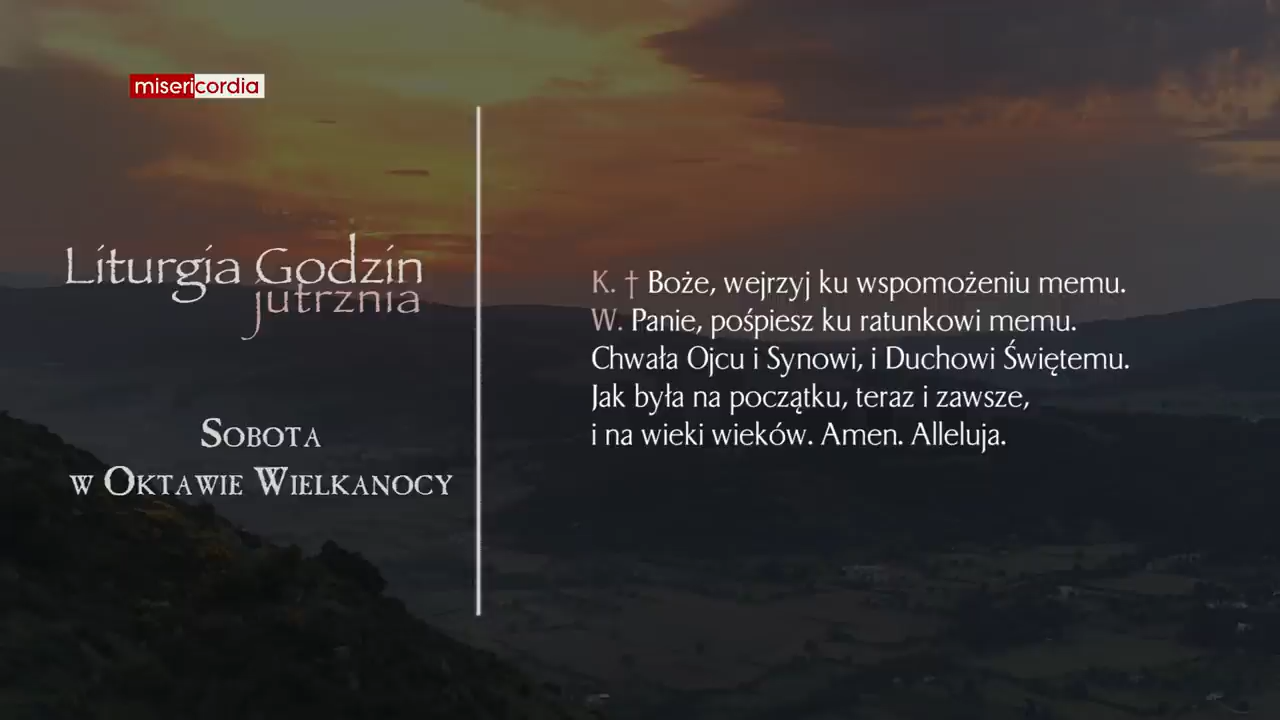 misericordia
Liturgia Godzin
jutrznia
Sobota
w Oktawie Wielkanocy
K. † Boże, wejrzyj ku wspomożeniu memu.
W. Panie, pośpiesz ku ratunkowi memu.
Chwała Ojcu i Synowi, i Duchowi Świętemu.
Jak była na początku, teraz i zawsze,
i na wieki wieków. Amen. Alleluja.